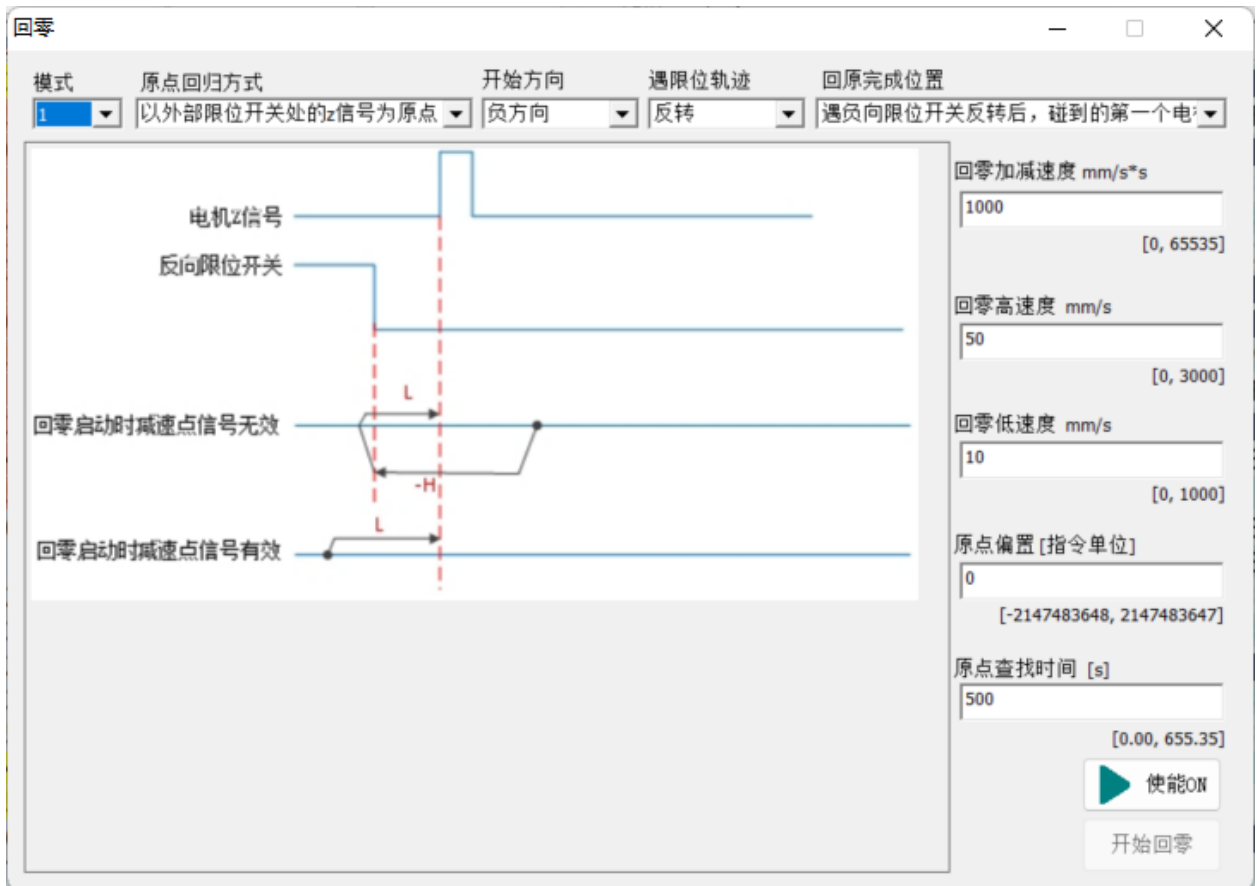 回零
模式 原点回归方式 开始方向 遇限位轨迹 回原完成位置
1 以外部限位开关处的z信号为原点 负方向 反转 遇负向限位开关反转后，碰到的第一个电
电机Z信号
反向限位开关
L
回零启动时减速点信号无效
-H
L
回零启动时减速点信号有效
回零加减速度 mm/s*s
1000
[0, 65535]
回零高速度 mm/s
50
[0, 3000]
回零低速度 mm/s
10
[0, 1000]
原点偏置[指令单位]
0
[-2147483648, 2147483647]
原点查找时间 [s]
500
[0.00, 655.35]
使能ON
开始回零